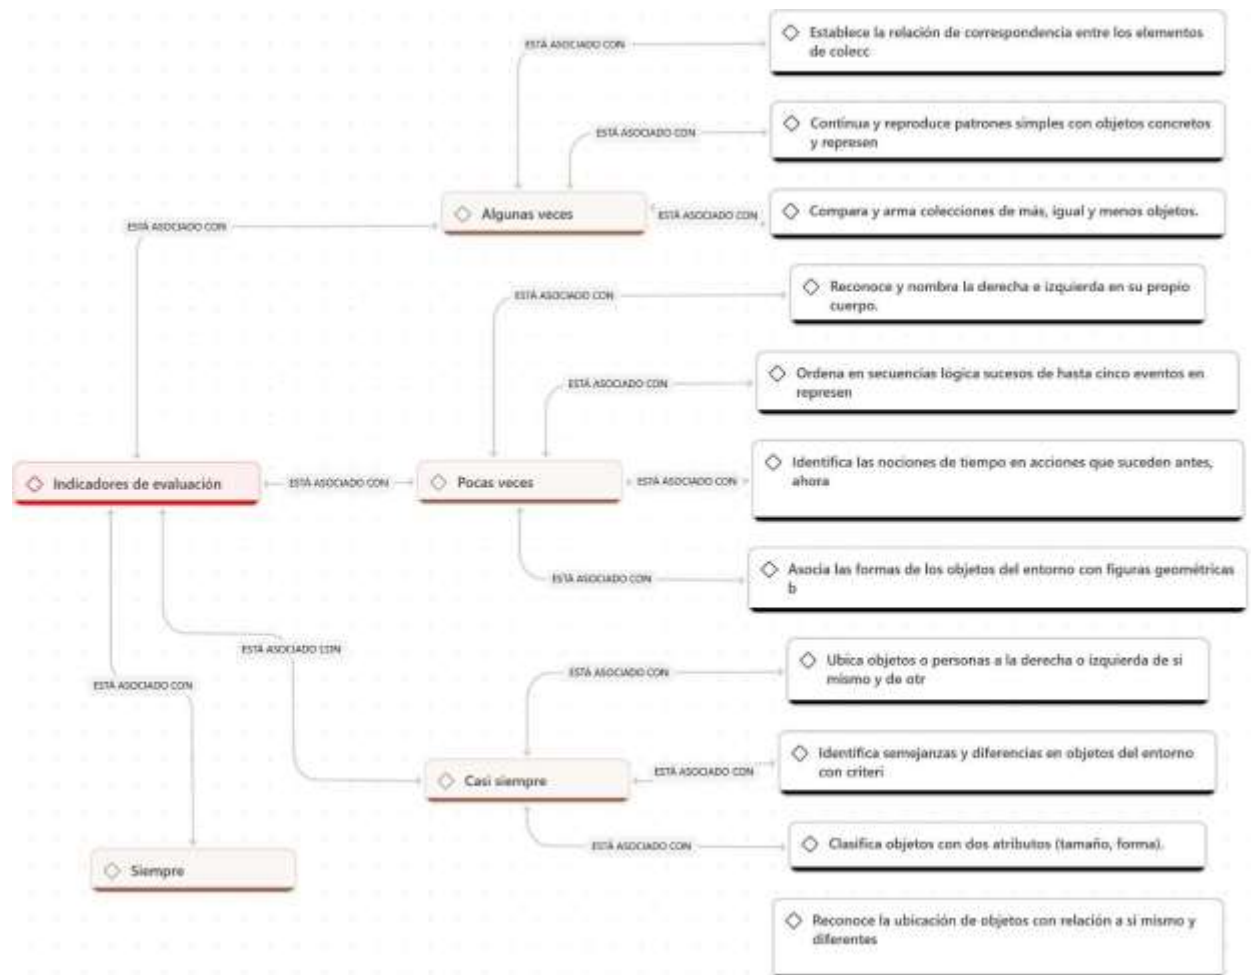 ESTÁ ASOCIADO CON
Establece la relación de correspondencia entre los elementos
de colecc
ESTÁ ASOCIADO CON
Continua y reproduce patrones simples con objetos concretos
y represen
Algunas veces
ESTÁ ASOCIADO CON
Compara y arma colecciones de más, igual y menos objetos.
ESTÁ ASOCIADO CON
ESTÁ ASOCIADO CON
Reconoce y nombra la derecha e izquierda en su propio
cuerpo.
ESTÁ ASOCIADO CON
Ordena en secuencias lógica sucesos de hasta cinco eventos en
represen
Indicadores de evaluación
ESTÁ ASOCIADO CON
Pocas veces
ESTÁ ASOCIADO CON
Identifica las nociones de tiempo en acciones que suceden antes,
ahora
ESTÁ ASOCIADO CON
Asocia las formas de los objetos del entorno con figuras geométricas
b
ESTÁ ASOCIADO CON
ESTÁ ASOCIADO CON
Ubica objetos o personas a la derecha o izquierda de si
mismo y de otr
ESTÁ ASOCIADO CON
Casi siempre
ESTÁ ASOCIADO CON
Identifica semejanzas y diferencias en objetos del entorno
con criteri
ESTÁ ASOCIADO CON
Clasifica objetos con dos atributos (tamaño, forma).
Siempre
Reconoce la ubicación de objetos con relación a si mismo y
diferentes